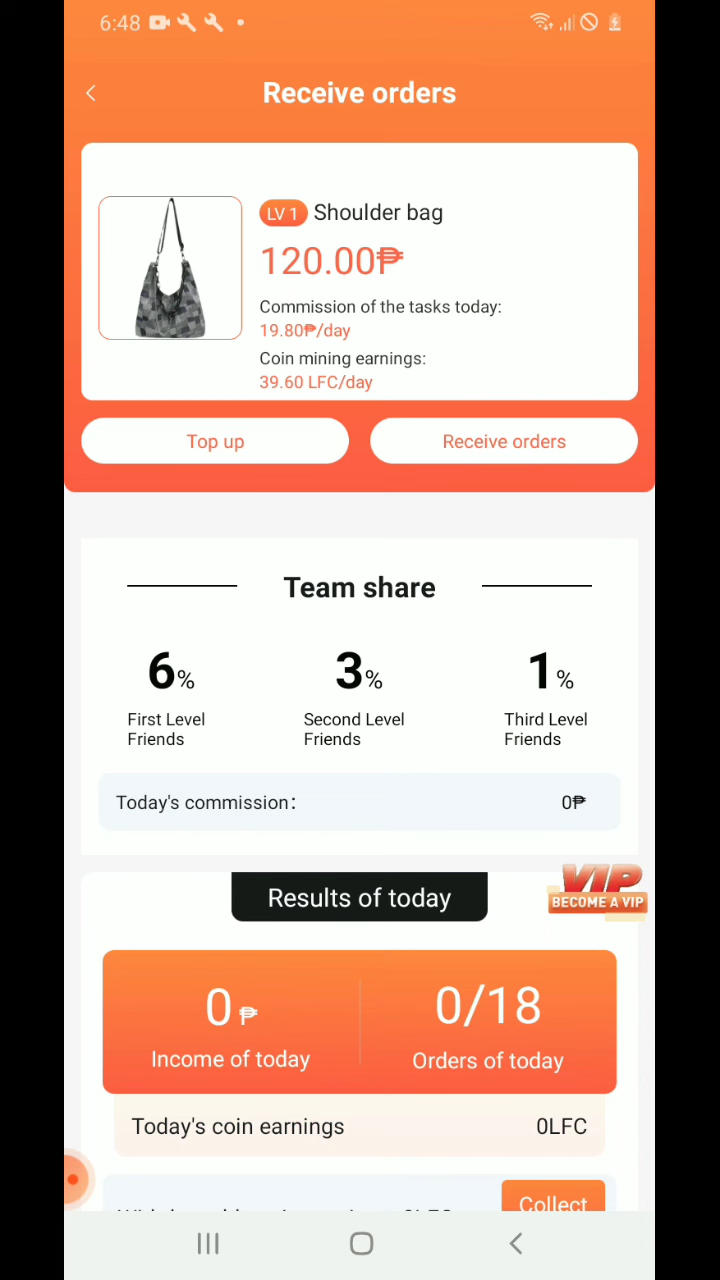 6:48
Receive orders
LV 1 Shoulder bag
120.00₱
Commission of the tasks today:
19.80₱/day
Coin mining earnings:
39.60 LFC/day
Top up
Receive orders
Team share
6%
3%
1%
First Level
Friends
Second Level
Friends
Third Level
Friends
Today's commission：
0₱
VIP
BECOME A VIP
Results of today
0₱
0/18
Income of today
Orders of today
Today's coin earnings
0LFC
Collect